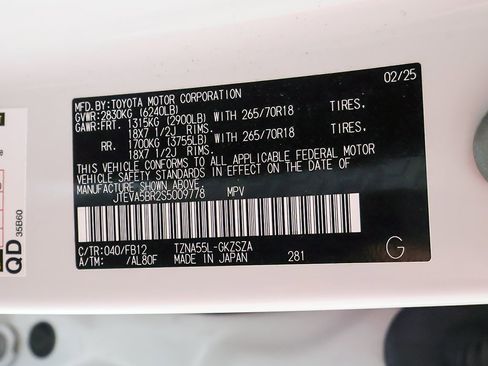 02/25
MFD.BY:TOYOTA MOTOR CORPORATION
GVWR:2830KG (6240LB)
GAWR:FRT. 1315KG (2900LB) WITH 265/70R18 TIRES,
18X7 1/2J RIMS.
RR. 1700KG (3755LB) WITH 265/70R18 TIRES,
18X7 1/2J RIMS.
THIS VEHICLE CONFORMS TO ALL APPLICABLE FEDERAL MOTOR
VEHICLE SAFETY STANDARDS IN EFFECT ON THE DATE OF
MANUFACTURE SHOWN ABOVE.
JTEVA5BR2S5009778 MPV
C/TR:040/FB12 TZNA55L-GKZSZA
A/TM: /AL80F MADE IN JAPAN 281
G
QD
35B60